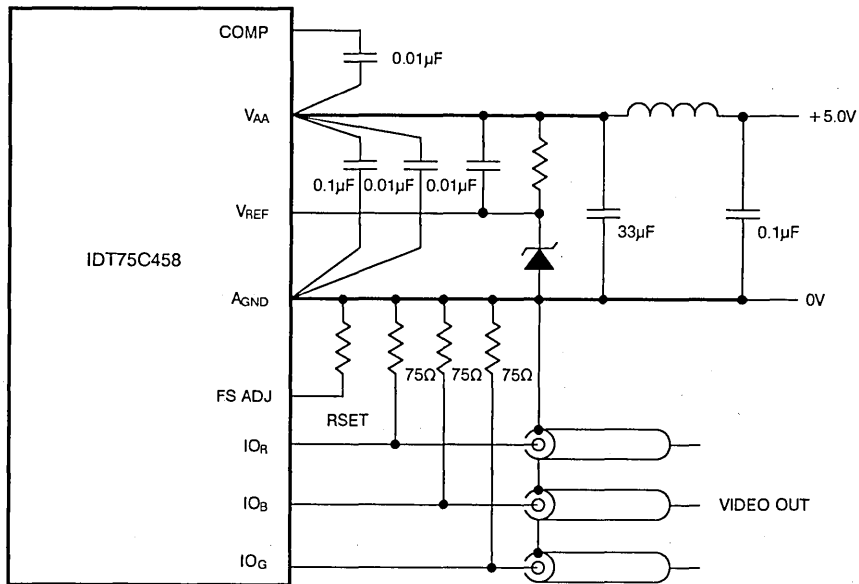 COMP
0.01µF
VAA
+5.0V
0.1µF 0.01µF 0.01µF
VREF
33µF
0.1µF
IDT75C458
AGND
0V
75Ω 75Ω 75Ω
FS ADJ
RSET
IOR
IOB
VIDEO OUT
IOG